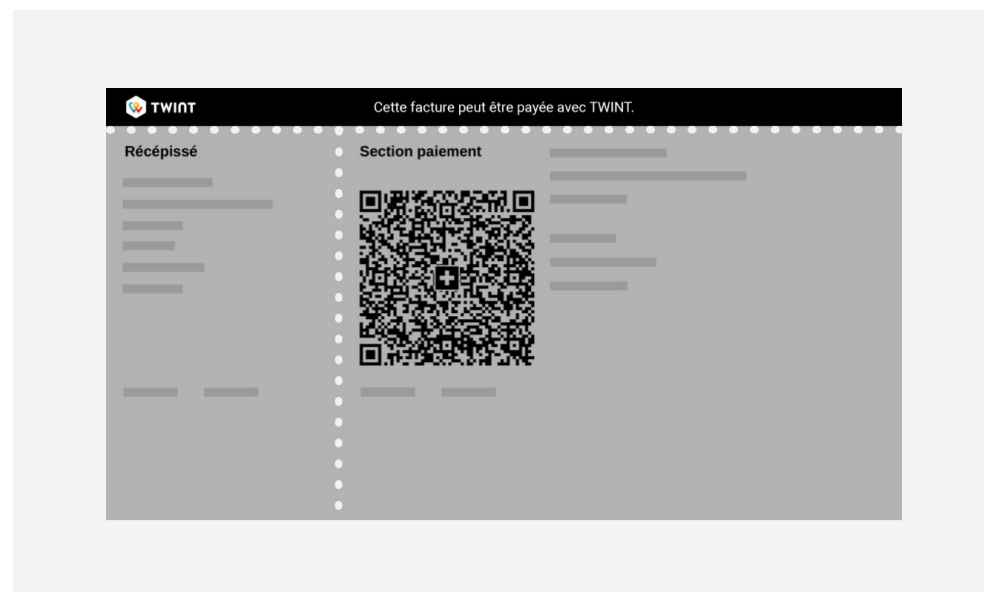 TWINT
Cette facture peut être payée avec TWINT.
Récépissé
Section paiement